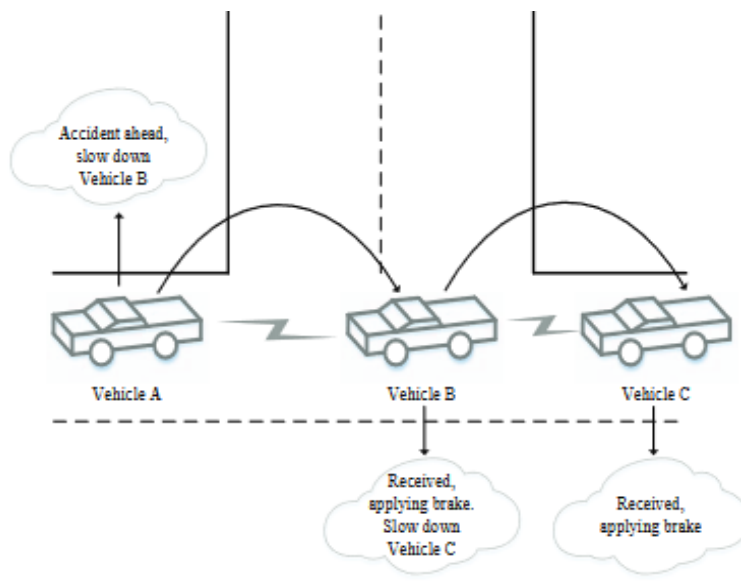 Accident ahead,
slow down
Vehicle B
Vehicle A
Vehicle B
Vehicle C
Received,
applying brake.
Slow down
Vehicle C
Received,
applying brake